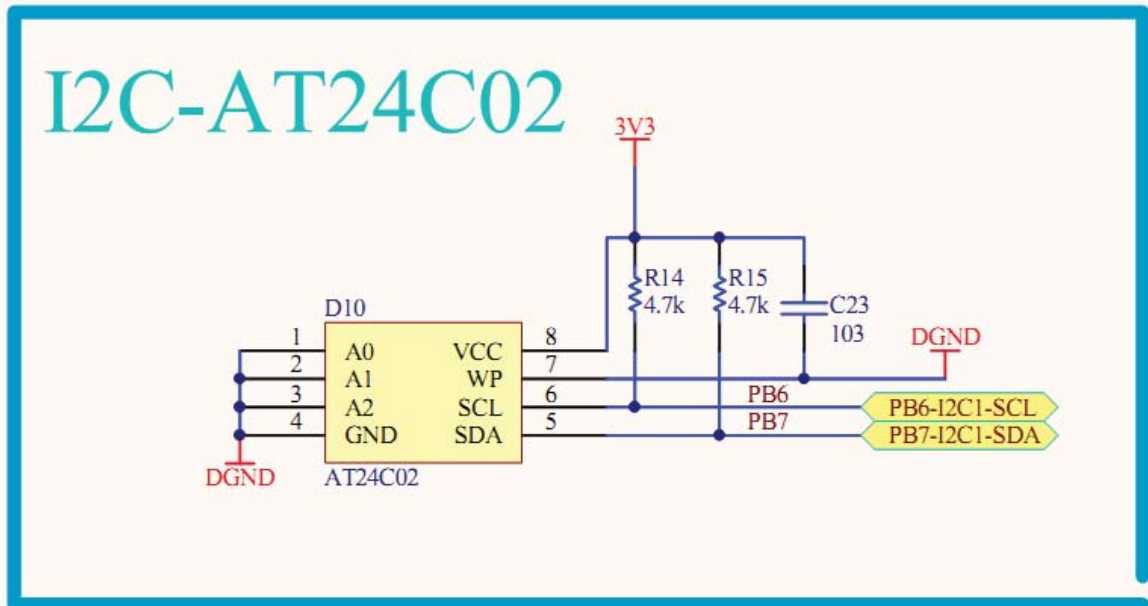 I2C-AT24C02
3V3
R14
4.7k
R15
4.7k
C23
103
D10
1
2
3
4
A0
A1
A2
GND
VCC
WP
SCL
SDA
8
7
6
5
AT24C02
DGND
DGND
PB6
PB7
PB6-I2C1-SCL
PB7-I2C1-SDA